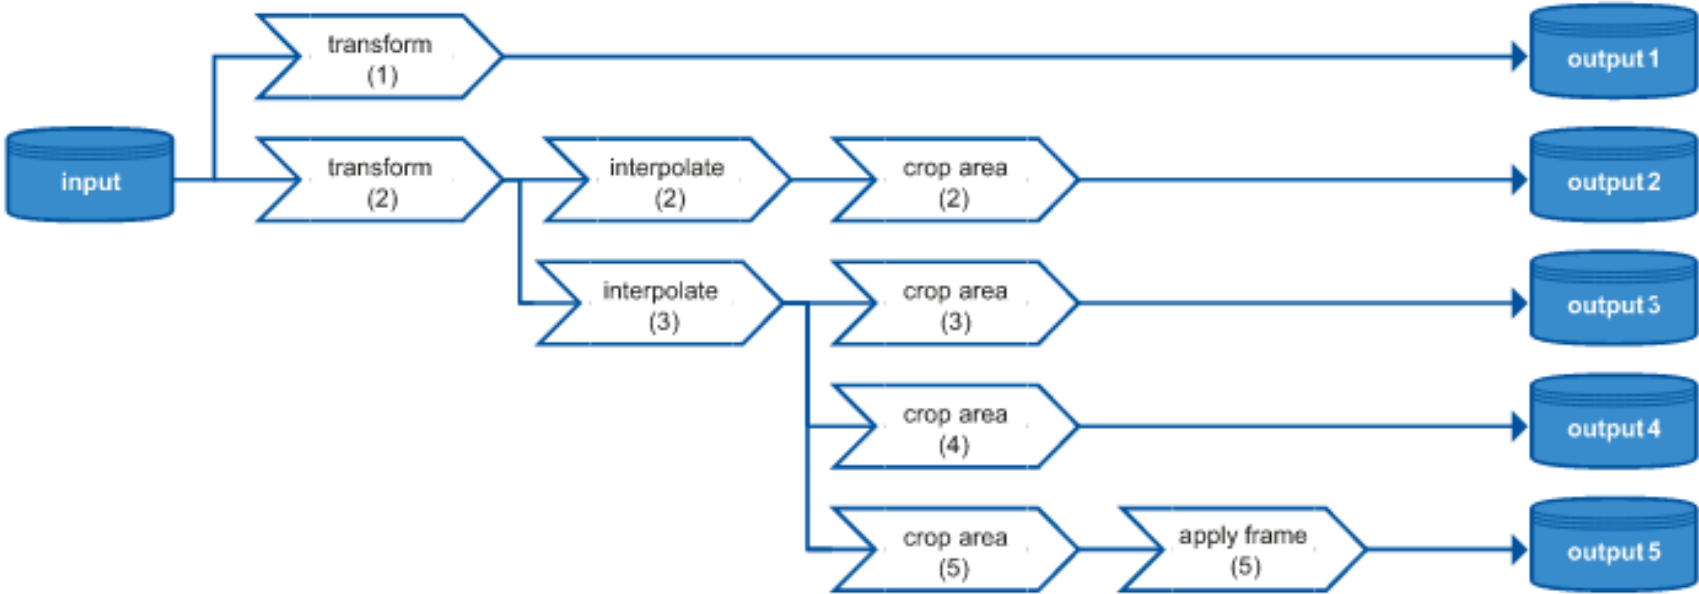 transform
(1)
output 1
input
transform
(2)
interpolate
(2)
crop area
(2)
output 2
interpolate
(3)
crop area
(3)
output 3
crop area
(4)
output 4
crop area
(5)
apply frame
(5)
output 5